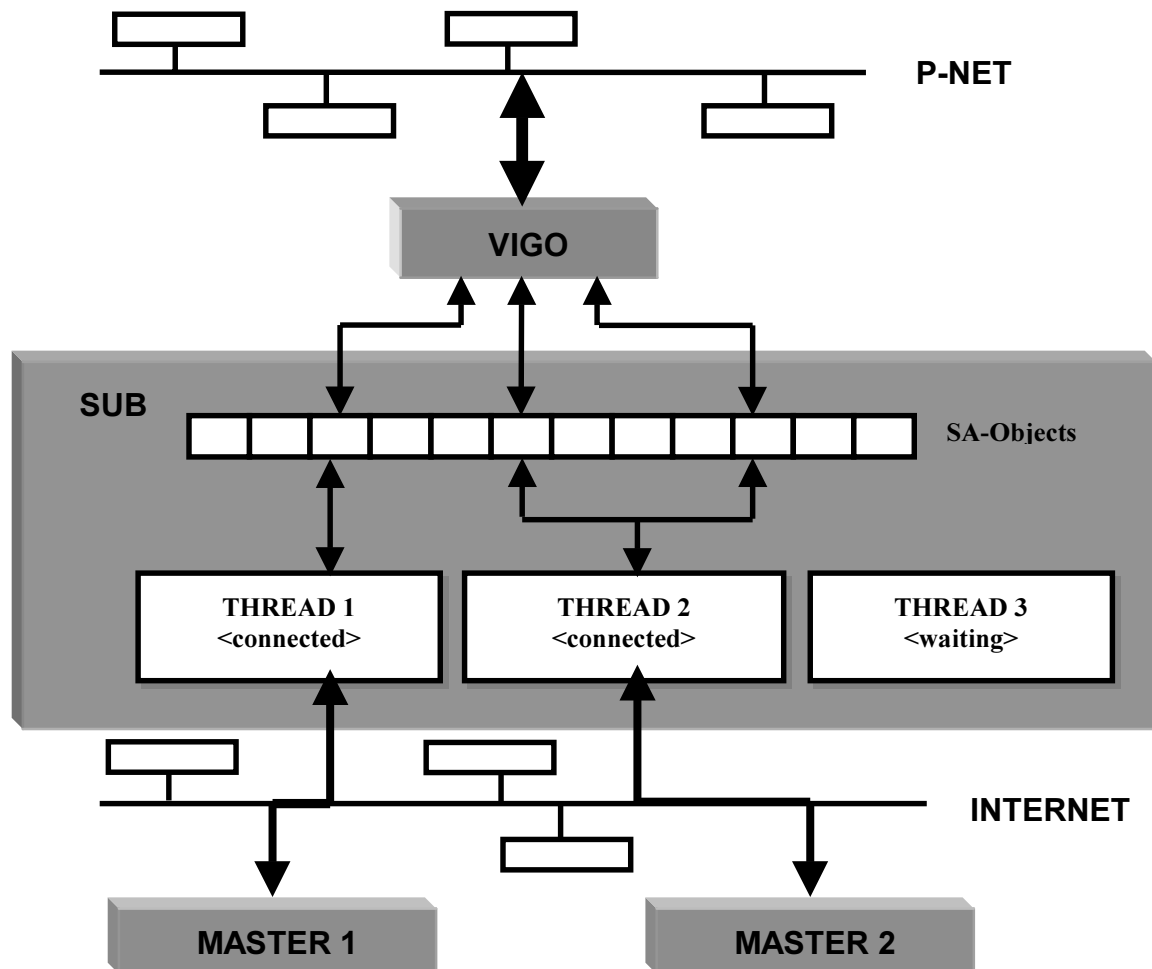 P-NET
VIGO
SUB
SA-Objects
THREAD 1
<connected>
THREAD 2
<connected>
THREAD 3
<waiting>
INTERNET
MASTER 1
MASTER 2